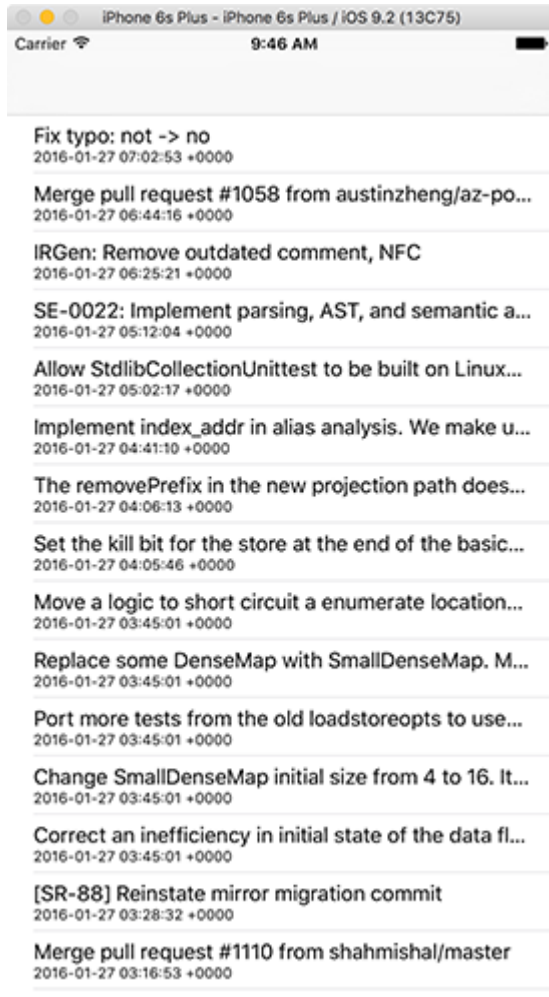 iPhone 6s Plus - iPhone 6s Plus / iOS 9.2 (13C75)
Carrier 9:46 AM
Fix typo: not -> no
2016-01-27 07:02:53 +0000
Merge pull request #1058 from austinzheng/az-po...
2016-01-27 06:44:16 +0000
IRGen: Remove outdated comment, NFC
2016-01-27 06:25:21 +0000
SE-0022: Implement parsing, AST, and semantic a...
2016-01-27 05:12:04 +0000
Allow StdlibCollectionUnittest to be built on Linux...
2016-01-27 05:02:17 +0000
Implement index_addr in alias analysis. We make u...
2016-01-27 04:41:10 +0000
The removePrefix in the new projection path does...
2016-01-27 04:06:13 +0000
Set the kill bit for the store at the end of the basic...
2016-01-27 04:05:46 +0000
Move a logic to short circuit a enumerate location...
2016-01-27 03:45:01 +0000
Replace some DenseMap with SmallDenseMap. M...
2016-01-27 03:45:01 +0000
Port more tests from the old loadstoreopts to use...
2016-01-27 03:45:01 +0000
Change SmallDenseMap initial size from 4 to 16. It...
2016-01-27 03:45:01 +0000
Correct an inefficiency in initial state of the data fl...
2016-01-27 03:45:01 +0000
[SR-88] Reinstate mirror migration commit
2016-01-27 03:28:32 +0000
Merge pull request #1110 from shahmishal/master
2016-01-27 03:16:53 +0000